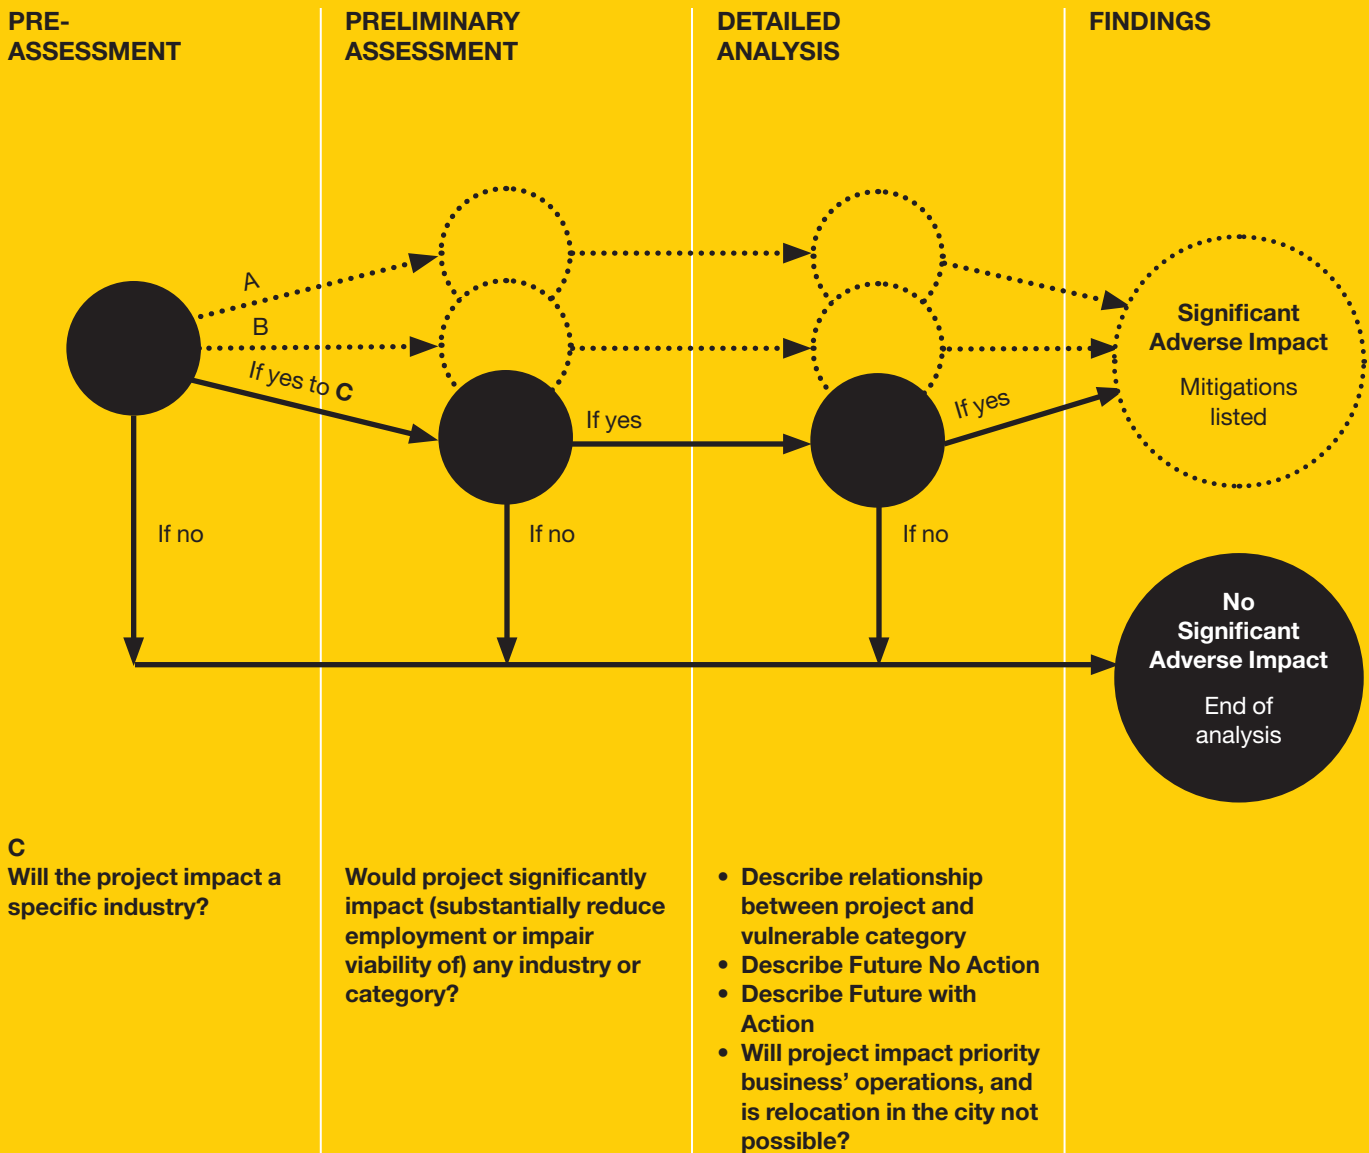 PRE-
ASSESSMENT
PRELIMINARY
ASSESSMENT
DETAILED
ANALYSIS
FINDINGS
A
B
If yes to C
If yes
If yes
Significant
Adverse Impact
Mitigations
listed
If no
If no
If no
No
Significant
Adverse Impact
End of
analysis
C
Will the project impact a
specific industry?
Would project significantly
impact (substantially reduce
employment or impair
viability of) any industry or
category?
• Describe relationship
between project and
vulnerable category
• Describe Future No Action
• Describe Future with
Action
• Will project impact priority
business’ operations, and
is relocation in the city not
possible?